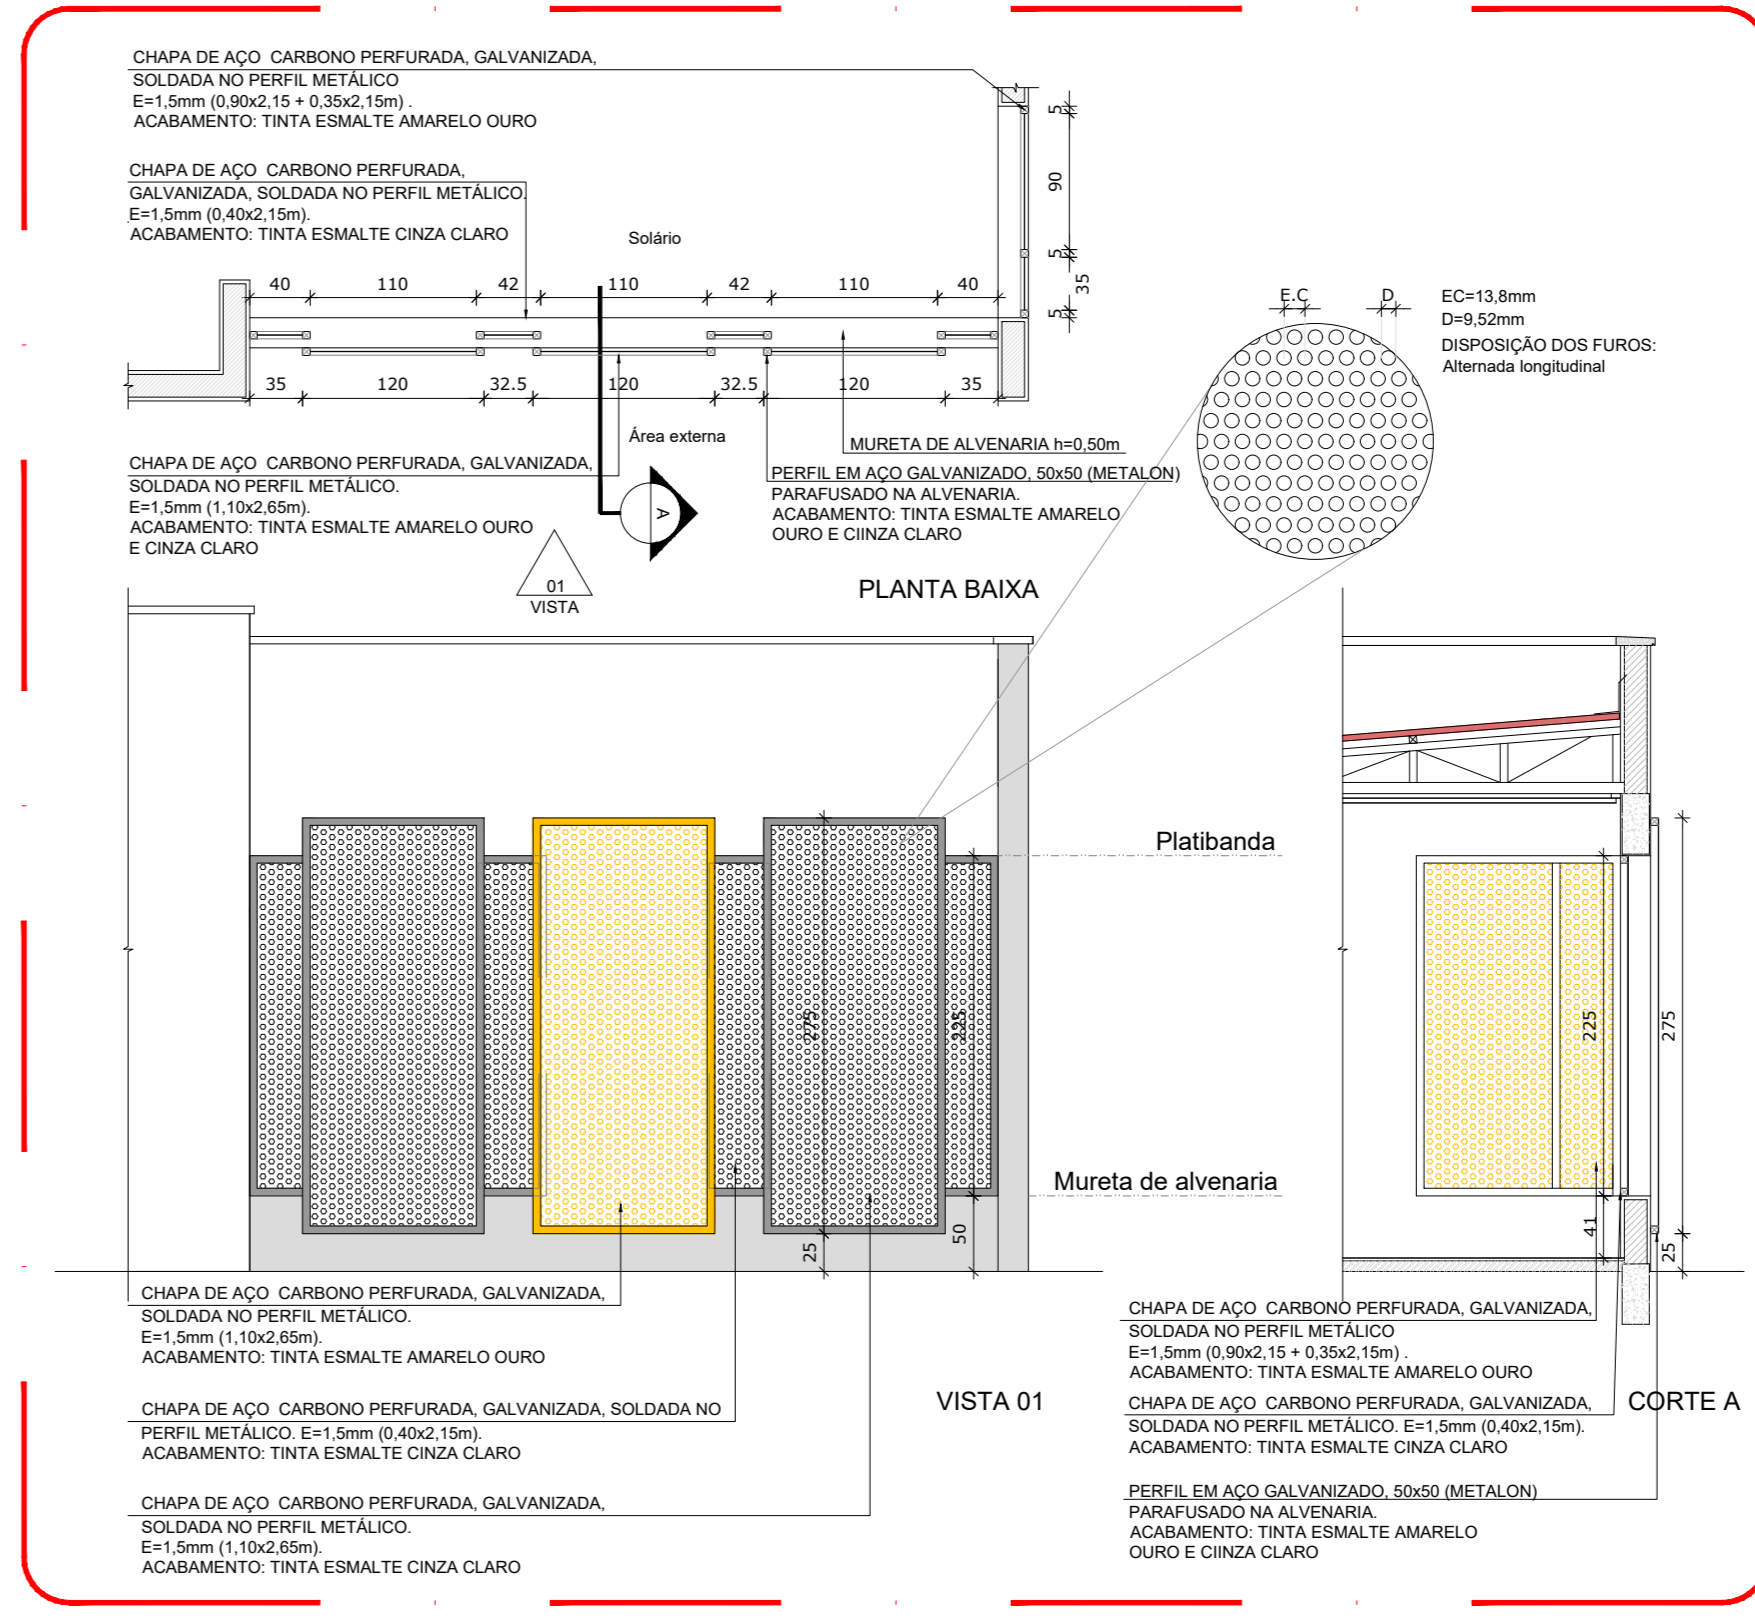 CHAPA DE AÇO  CARBONO PERFURADA, GALVANIZADA,
SOLDADA NO PERFIL METÁLICO
E=1,5mm (0,90x2,15 + 0,35x2,15m) .
ACABAMENTO: TINTA ESMALTE AMARELO OURO
CHAPA DE AÇO  CARBONO PERFURADA,
GALVANIZADA, SOLDADA NO PERFIL METÁLICO.
E=1,5mm (0,40x2,15m).
ACABAMENTO: TINTA ESMALTE CINZA CLARO
Solário
5
90
5
35
5
40 110 42 110 42 110 40
35 120 32.5 120 32.5 120 35
E.C D
EC=13,8mm
D=9,52mm
DISPOSIÇÃO DOS FUROS:
Alternada longitudinal
Área externa
MURETA DE ALVENARIA h=0,50m
CHAPA DE AÇO  CARBONO PERFURADA, GALVANIZADA,
SOLDADA NO PERFIL METÁLICO.
E=1,5mm (1,10x2,65m).
ACABAMENTO: TINTA ESMALTE AMARELO OURO
E CINZA CLARO
PERFIL EM AÇO GALVANIZADO, 50x50 (METALON)
PARAFUSADO NA ALVENARIA.
ACABAMENTO: TINTA ESMALTE AMARELO
OURO E CIINZA CLARO
A
01
VISTA
PLANTA BAIXA
Platibanda
275
225
225
275
Mureta de alvenaria
25
50
41
25
CHAPA DE AÇO  CARBONO PERFURADA, GALVANIZADA,
SOLDADA NO PERFIL METÁLICO.
E=1,5mm (1,10x2,65m).
ACABAMENTO: TINTA ESMALTE AMARELO OURO
CHAPA DE AÇO  CARBONO PERFURADA, GALVANIZADA, SOLDADA NO
PERFIL METÁLICO. E=1,5mm (0,40x2,15m).
ACABAMENTO: TINTA ESMALTE CINZA CLARO
CHAPA DE AÇO  CARBONO PERFURADA, GALVANIZADA,
SOLDADA NO PERFIL METÁLICO.
E=1,5mm (1,10x2,65m).
ACABAMENTO: TINTA ESMALTE CINZA CLARO
VISTA 01
CHAPA DE AÇO  CARBONO PERFURADA, GALVANIZADA,
SOLDADA NO PERFIL METÁLICO
E=1,5mm (0,90x2,15 + 0,35x2,15m) .
ACABAMENTO: TINTA ESMALTE AMARELO OURO
CHAPA DE AÇO  CARBONO PERFURADA, GALVANIZADA,
SOLDADA NO PERFIL METÁLICO. E=1,5mm (0,40x2,15m).
ACABAMENTO: TINTA ESMALTE CINZA CLARO
CORTE A
PERFIL EM AÇO GALVANIZADO, 50x50 (METALON)
PARAFUSADO NA ALVENARIA.
ACABAMENTO: TINTA ESMALTE AMARELO
OURO E CIINZA CLARO